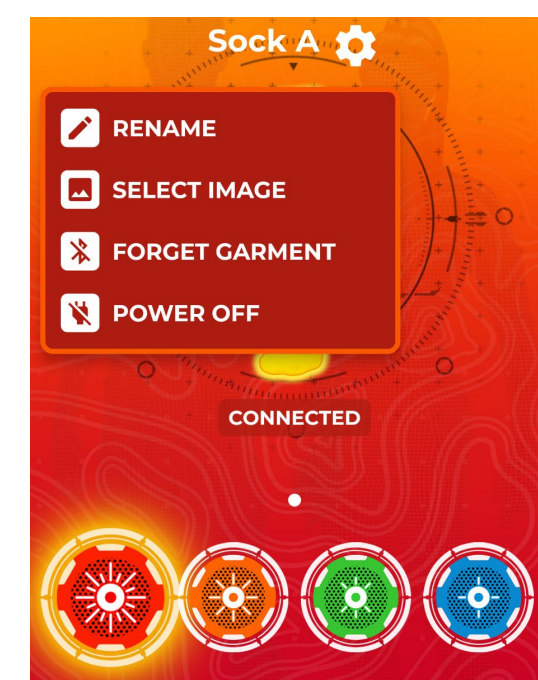 Sock A
RENAME
SELECT IMAGE
FORGET GARMENT
POWER OFF
CONNECTED